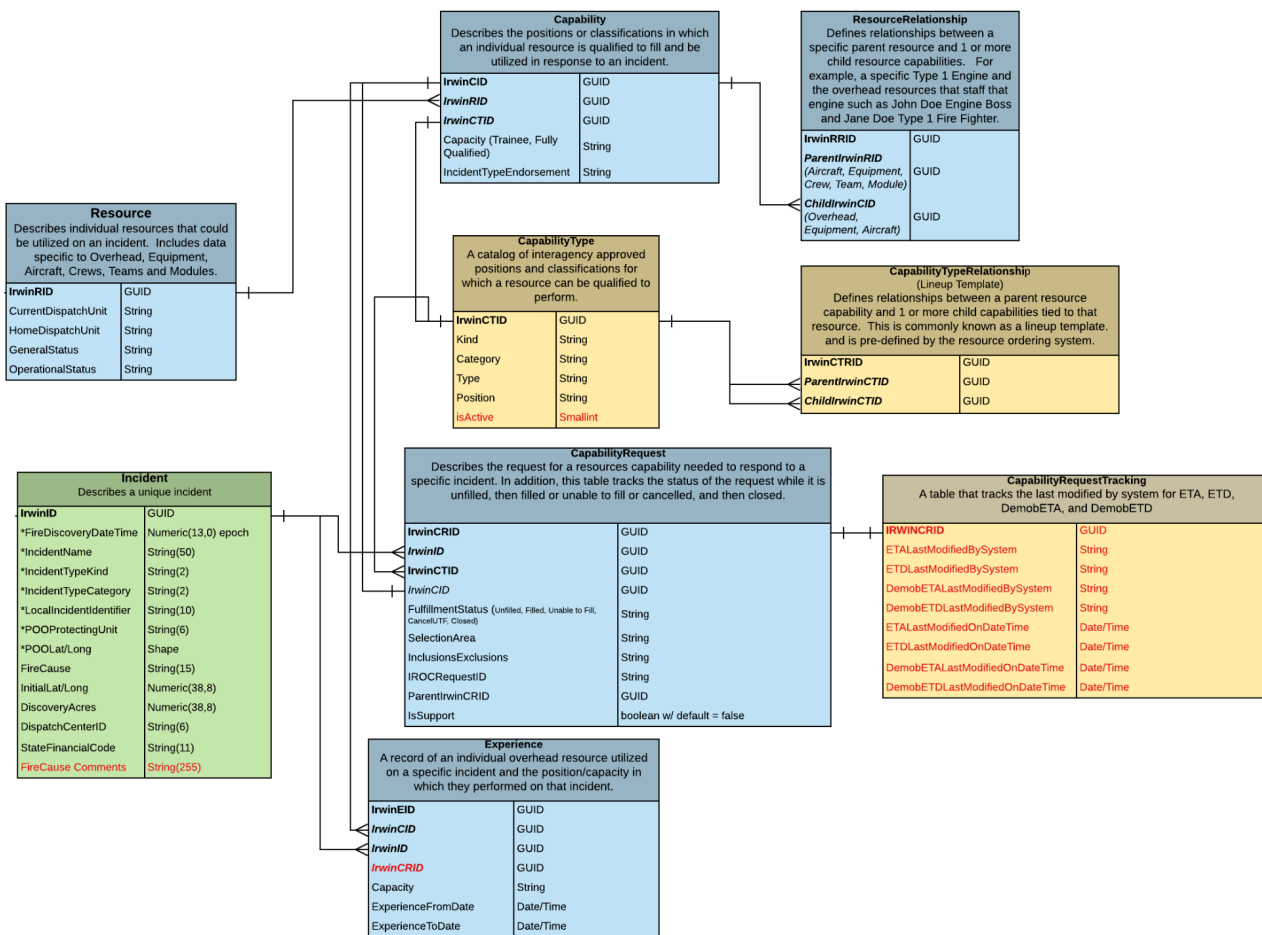 Capability
Describes the positions or classifications in which
an individual resource is qualified to fill and be
utilized in response to an incident.
IrwinCID GUID
IrwinRID GUID
IrwinCTID GUID
Capacity (Trainee, Fully
Qualified) String
IncidentTypeEndorsement String
ResourceRelationship
Defines relationships between a
specific parent resource and 1 or more
child resource capabilities. For
example, a specific Type 1 Engine and
the overhead resources that staff that
engine such as John Doe Engine Boss
and Jane Doe Type 1 Fire Fighter.
IrwinRRID GUID
ParentIrwinRID
(Aircraft, Equipment, GUID
Crew, Team, Module)
ChildIrwinCID
(Overhead, GUID
Equipment, Aircraft)
Resource
Describes individual resources that could
be utilized on an incident. Includes data
specific to Overhead, Equipment,
Aircraft, Crews, Teams and Modules.
IrwinRID GUID
CurrentDispatchUnit String
HomeDispatchUnit String
GeneralStatus String
OperationalStatus String
CapabilityType
A catalog of interagency approved
positions and classifications for
which a resource can be qualified to
perform.
IrwinCTID GUID
Kind String
Category String
Type String
Position String
isActive Smallint
CapabilityTypeRelationship
(Lineup Template)
Defines relationships between a parent resource
capability and 1 or more child capabilities tied to that
resource. This is commonly known as a lineup template.
and is pre-defined by the resource ordering system.
IrwinCTRID GUID
ParentIrwinCTID GUID
ChildIrwinCTID GUID
Incident
Describes a unique incident
IrwinID GUID
*FireDiscoveryDateTime Numeric(13,0) epoch
*IncidentName String(50)
*IncidentTypeKind String(2)
*IncidentTypeCategory String(2)
*LocalIncidentIdentifier String(10)
*POOProtectingUnit String(6)
*POOLat/Long Shape
FireCause String(15)
InitialLat/Long Numeric(38,8)
DiscoveryAcres Numeric(38,8)
DispatchCenterID String(6)
StateFinancialCode String(11)
FireCause Comments String(255)
CapabilityRequest
Describes the request for a resources capability needed to respond to a
specific incident. In addition, this table tracks the status of the request while it is
unfilled, then filled or unable to fill or cancelled, and then closed.
IrwinCRID GUID
IrwinID GUID
IrwinCTID GUID
IrwinCID GUID
FulfillmentStatus (Unfilled, Filled, Unable to Fill,
CancelUTF, Closed) String
SelectionArea String
InclusionsExclusions String
IROCRequestID String
ParentIrwinCRID GUID
IsSupport boolean w/ default = false
CapabilityRequestTracking
A table that tracks the last modified by system for ETA, ETD,
DemobETA, and DemobETD
IRWINCRID GUID
ETALastModifiedBySystem String
ETDLastModifiedBySystem String
DemobETALastModifiedBySystem String
DemobETDLastModifiedBySystem String
ETALastModifiedOnDateTime Date/Time
ETDLastModifiedOnDateTime Date/Time
DemobETALastModifiedOnDateTime Date/Time
DemobETDLastModifiedOnDateTime Date/Time
Experience
A record of an individual overhead resource utilized
on a specific incident and the position/capacity in
which they performed on that incident.
IrwinEID GUID
IrwinCID GUID
IrwinID GUID
IrwinCRID GUID
Capacity String
ExperienceFromDate Date/Time
ExperienceToDate Date/Time